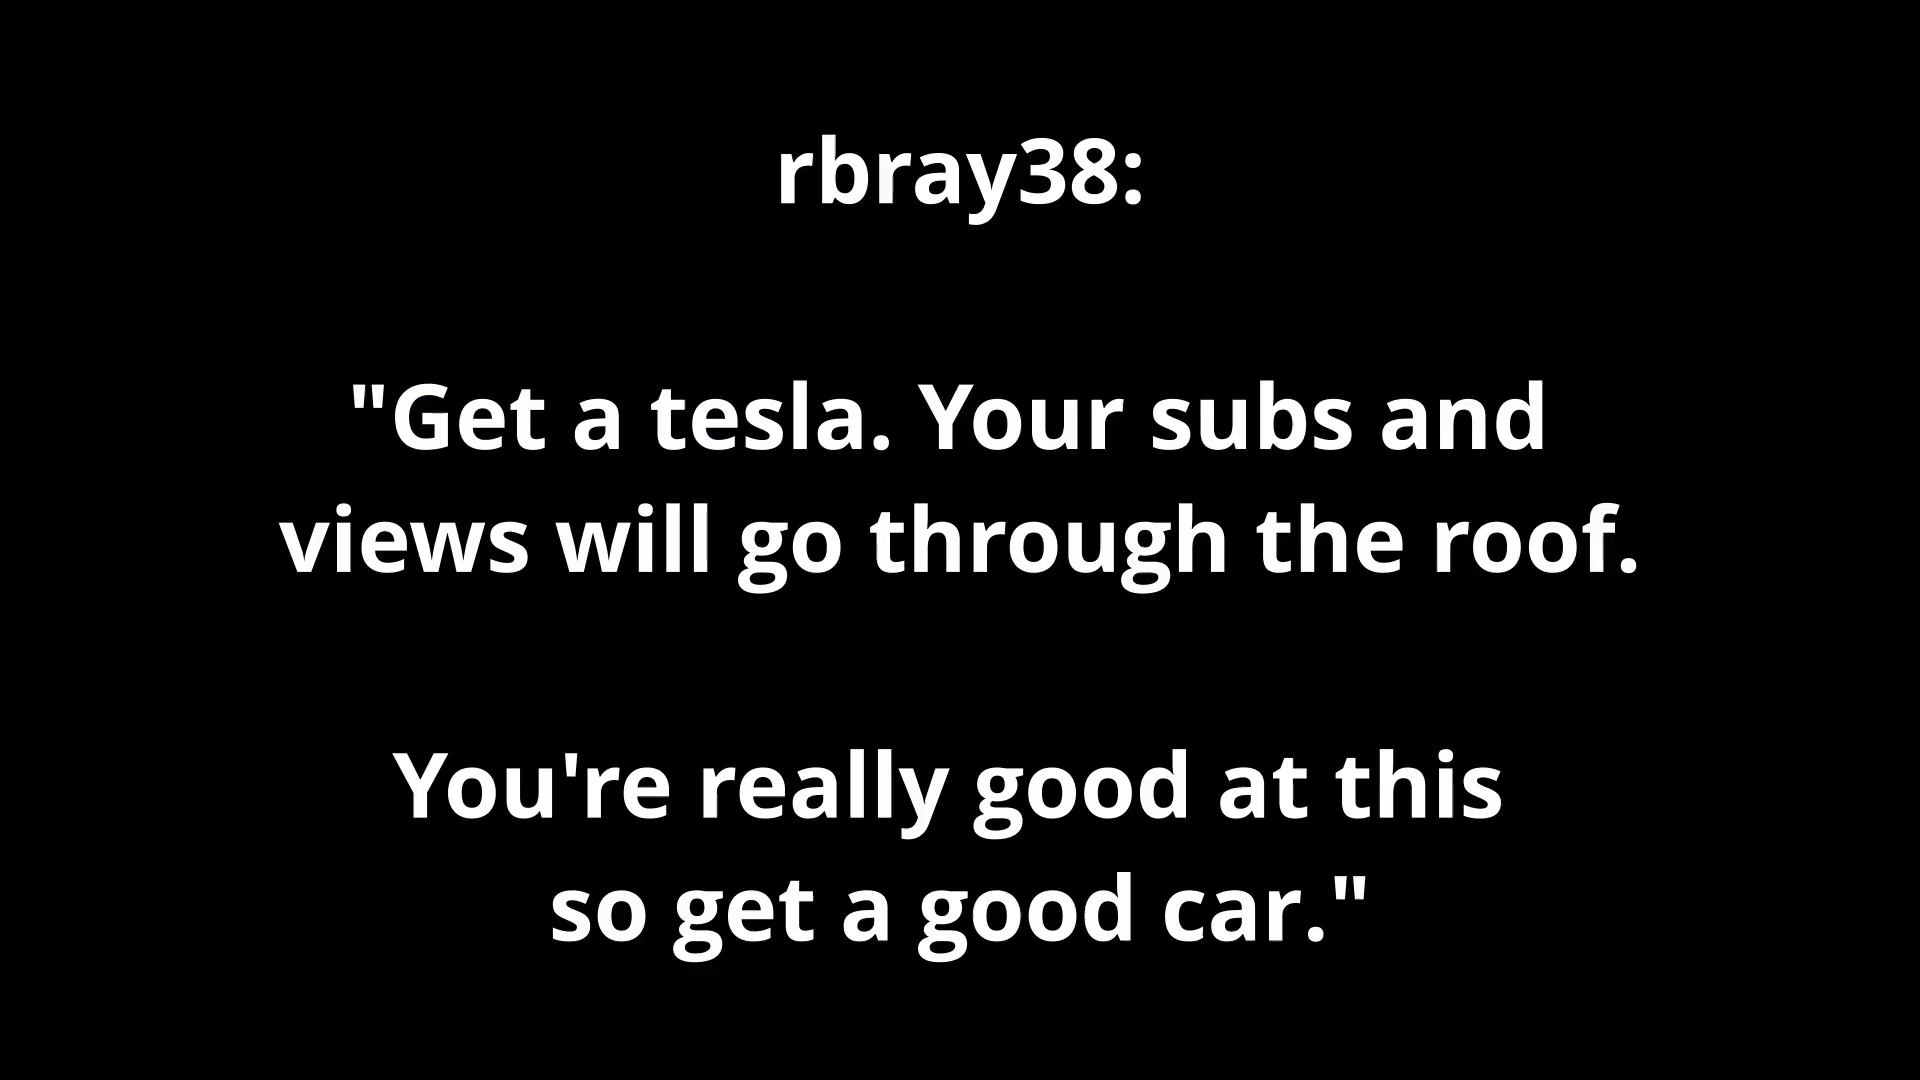 rbray38:
"Get a tesla. Your subs and
views will go through the roof.
You're really good at this
so get a good car."